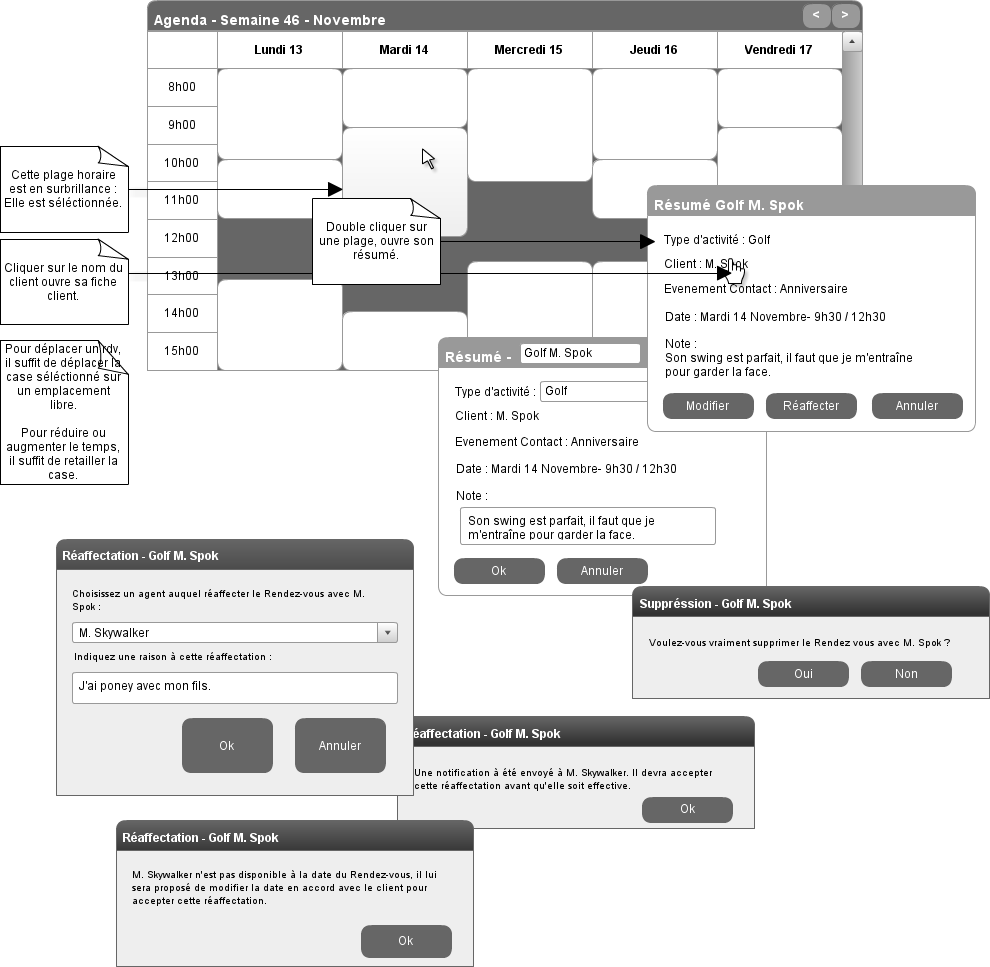 Agenda - Semaine 46 - Novembre
< >
Lundi 13 Mardi 14 Mercredi 15 Jeudi 16 Vendredi 17
8h00
9h00
10h00
11h00
12h00
13h00
14h00
15h00
Cette plage horaire
est en surbrillance :
Elle est séléctionnée.
Double cliquer sur
une plage, ouvre son
résumé.
Cliquer sur le nom du
client ouvre sa fiche
client.
Pour déplacer un rdv,
il suffit de déplacer la
case séléctionné sur
un emplacement
libre.
Pour réduire ou
augmenter le temps,
il suffit de retailler la
case.
Résumé Golf M. Spok
Type d'activité : Golf
Client : M. Spok
Evenement Contact : Anniversaire
Date : Mardi 14 Novembre- 9h30 / 12h30
Note :
Son swing est parfait, il faut que je m'entraîne
pour garder la face.
Modifier Réaffecter Annuler
Résumé - Golf M. Spok
Type d'activité : Golf
Client : M. Spok
Evenement Contact : Anniversaire
Date : Mardi 14 Novembre- 9h30 / 12h30
Note :
Son swing est parfait, il faut que je
m'entraîne pour garder la face.
Ok Annuler
Réaffectation - Golf M. Spok
Choisissez un agent auquel réaffecter le Rendez-vous avec M.
Spok :
M. Skywalker
Indiquez une raison à cette réaffectation :
J'ai poney avec mon fils.
Ok Annuler
Suppréssion - Golf M. Spok
Voulez-vous vraiment supprimer le Rendez vous avec M. Spok ?
Oui Non
éaffectation - Golf M. Spok
Une notification à été envoyé à M. Skywalker. Il devra accepter
cette réaffectation avant qu'elle soit effective.
Ok
Réaffectation - Golf M. Spok
M. Skywalker n'est pas disponible à la date du Rendez-vous, il lui
sera proposé de modifier la date en accord avec le client pour
accepter cette réaffectation.
Ok